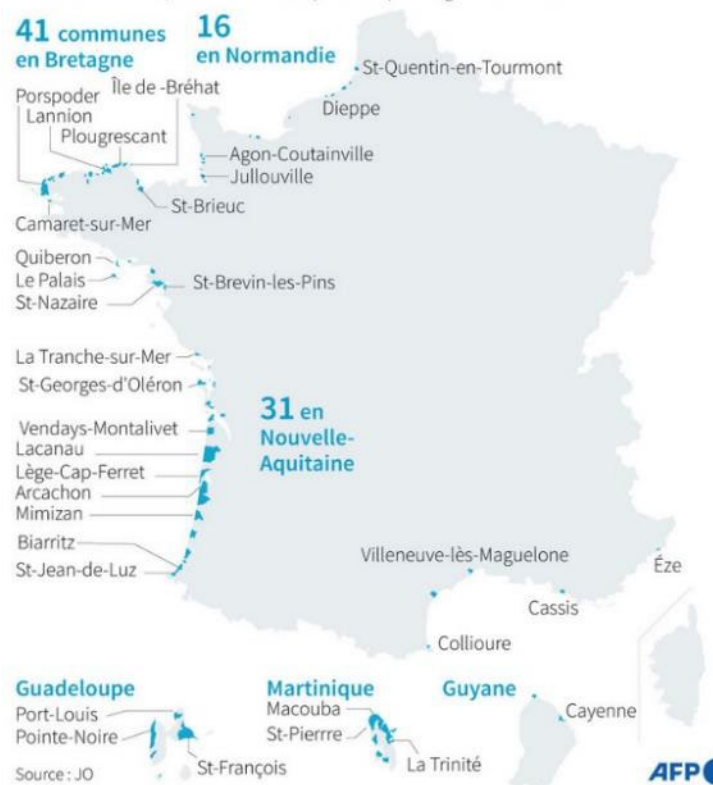 41 communes
en Bretagne
16
en Normandie
St-Quentin-en-Tourmont
Dieppe
Île de -Bréhat
Porspoder
Lannion
Plougrescant
Agon-Coutainville
Jullouville
St-Brieuc
Camaret-sur-Mer
Quiberon
Le Palais
St-Nazaire
St-Brevin-les-Pins
La Tranche-sur-Mer
St-Georges-d'Oléron
31 en
Nouvelle-
Aquitaine
Vendays-Montalivet
Lacanau
Lège-Cap-Ferret
Arcachon
Mimizan
Biarritz
St-Jean-de-Luz
Villeneuve-lès-Maguelone
Éze
Cassis
Collioure
Guadeloupe
Port-Louis
Pointe-Noire
St-François
Martinique
Macouba
St-Pierrre
La Trinité
Guyane
Cayenne
Source : JO
AFP